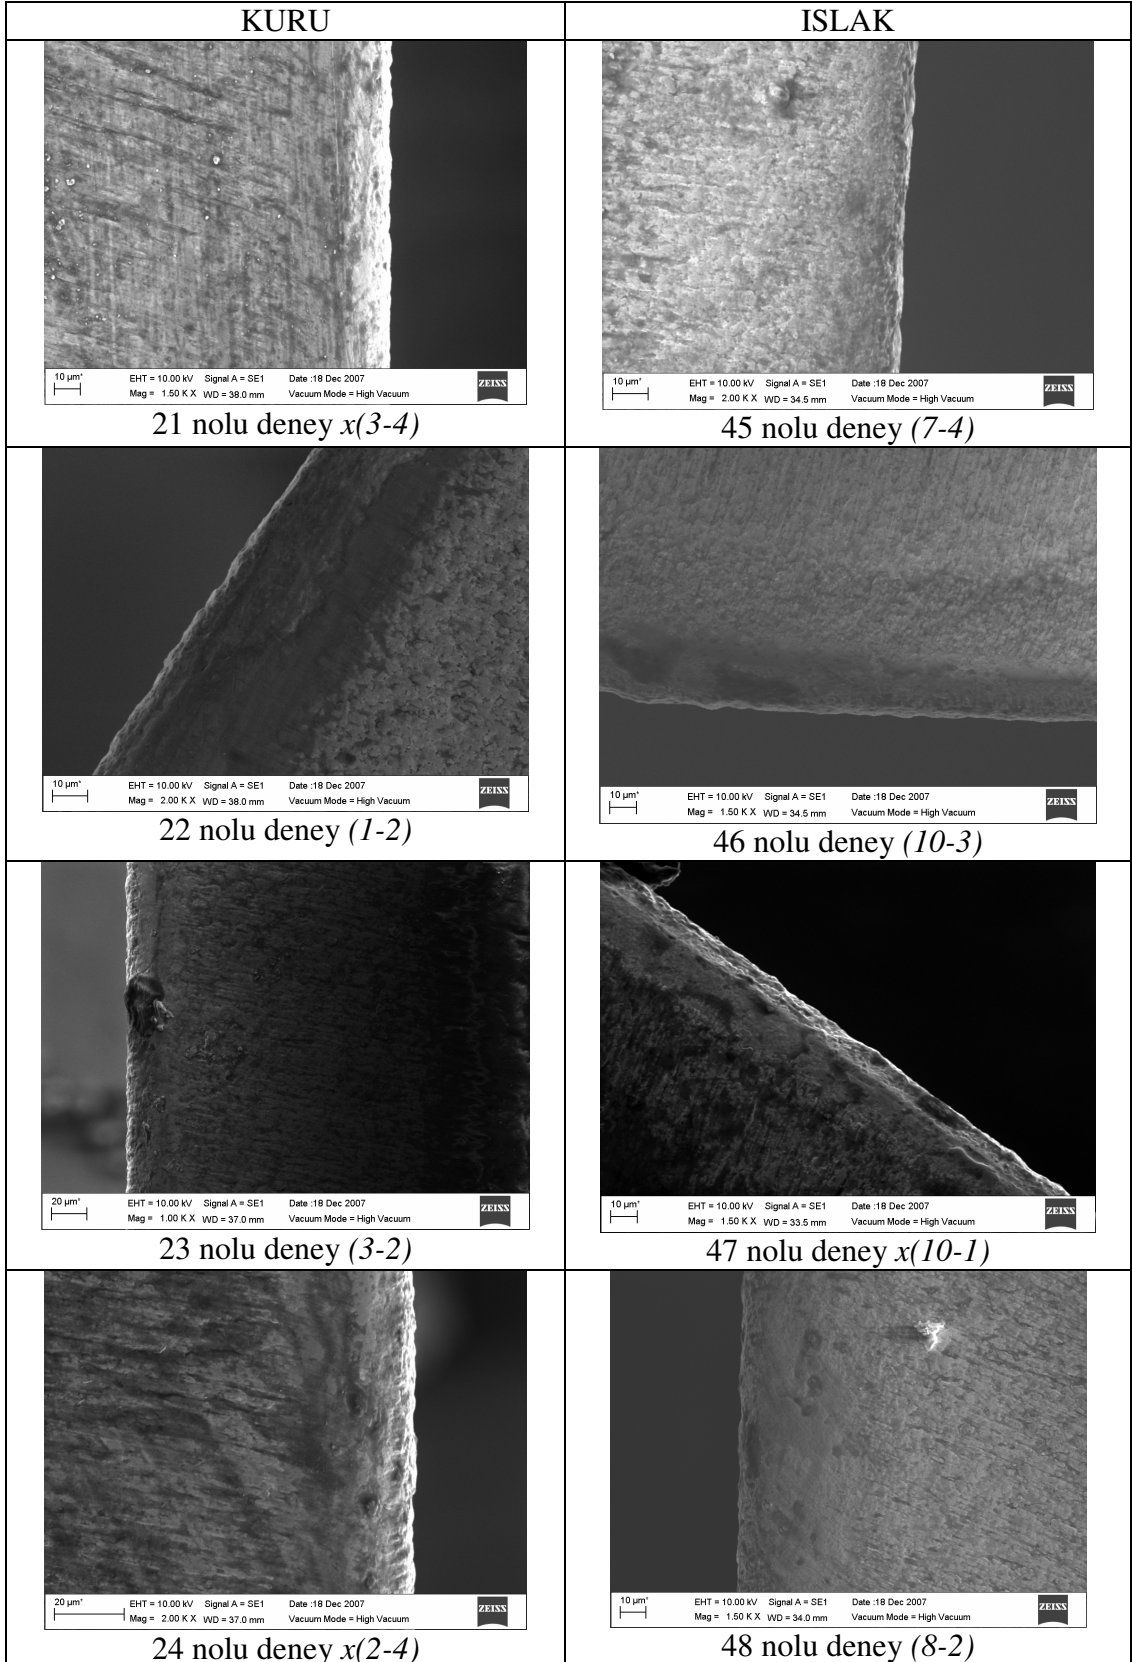 KURU
ISLAK
10 µm*
EHT = 10.00 kV Signal A = SE1 Date :18 Dec 2007
Mag = 1.50 K X WD = 38.0 mm Vacuum Mode = High Vacuum
ZEISS
21 nolu deney x(3-4)
10 µm*
EHT = 10.00 kV Signal A = SE1 Date :18 Dec 2007
Mag = 2.00 K X WD = 34.5 mm Vacuum Mode = High Vacuum
ZEISS
45 nolu deney (7-4)
10 µm*
EHT = 10.00 kV Signal A = SE1 Date :18 Dec 2007
Mag = 2.00 K X WD = 38.0 mm Vacuum Mode = High Vacuum
ZEISS
22 nolu deney (1-2)
10 µm*
EHT = 10.00 kV Signal A = SE1 Date :18 Dec 2007
Mag = 1.50 K X WD = 34.5 mm Vacuum Mode = High Vacuum
ZEISS
46 nolu deney (10-3)
20 µm*
EHT = 10.00 kV Signal A = SE1 Date :18 Dec 2007
Mag = 1.00 K X WD = 37.0 mm Vacuum Mode = High Vacuum
ZEISS
23 nolu deney (3-2)
10 µm*
EHT = 10.00 kV Signal A = SE1 Date :18 Dec 2007
Mag = 1.50 K X WD = 33.5 mm Vacuum Mode = High Vacuum
ZEISS
47 nolu deney x(10-1)
20 µm*
EHT = 10.00 kV Signal A = SE1 Date :18 Dec 2007
Mag = 2.00 K X WD = 37.0 mm Vacuum Mode = High Vacuum
ZEISS
24 nolu deney x(2-4)
10 µm*
EHT = 10.00 kV Signal A = SE1 Date :18 Dec 2007
Mag = 1.50 K X WD = 34.0 mm Vacuum Mode = High Vacuum
ZEISS
48 nolu deney (8-2)